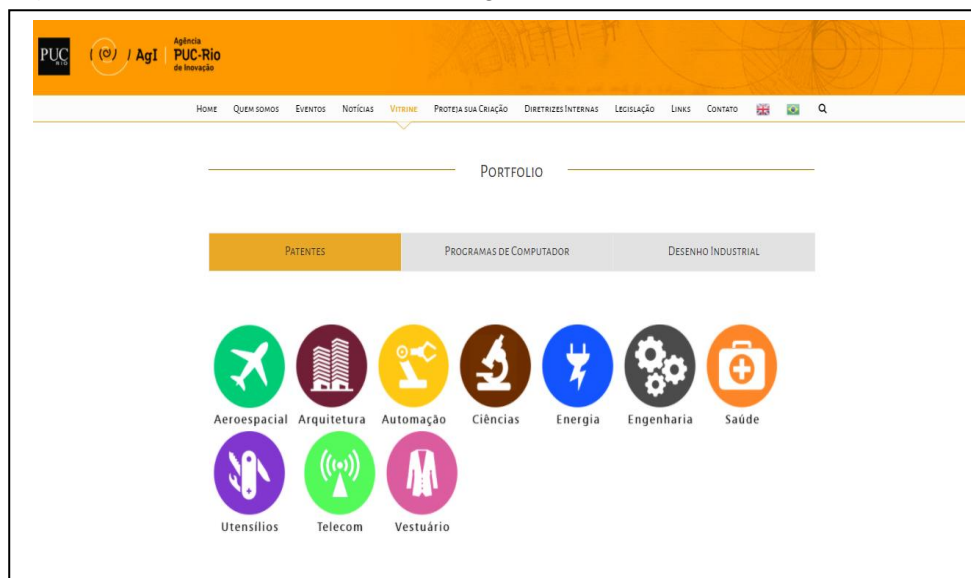 PUC
RIO
AgI
Agência
PUC-Rio
de Inovação
Home Quem somos Eventos Notícias Vitrine Proteja sua Criação Diretrizes Internas Legislação Links Contato
Portfolio
Patentes Programas de Computador Desenho Industrial
Aeroespacial Arquitetura Automação Ciências Energia Engenharia Saúde
Utensílios Telecom Vestuário